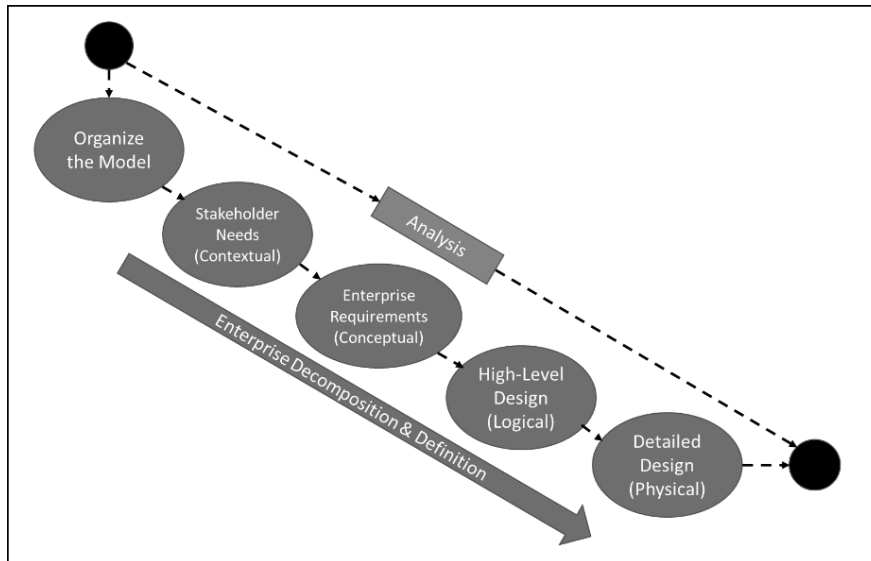 Organize
the Model
Stakeholder
Needs
(Contextual)
Analysis
Enterprise
Requirements
(Conceptual)
Enterprise Decomposition & Definition
High-Level
Design
(Logical)
Detailed
Design
(Physical)